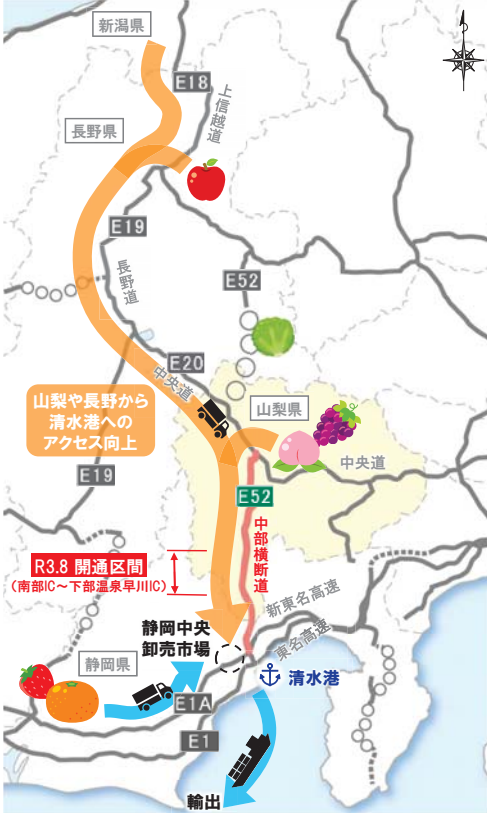 新潟県
E18
上信越道
長野県
E19
長野道
E52
E20
中央道
山梨や長野から
清水港への
アクセス向上
山梨県
中央道
E19
E52
中部横断道
R3.8 開通区間
(南部IC～下部温泉早川IC)
新東名高速
東名高速
静岡中央
卸売市場
静岡県
清水港
E1A
E1
輸出